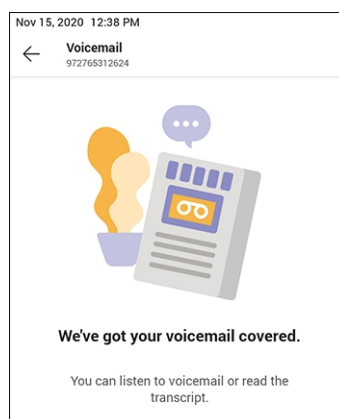 Nov 15, 2020 12:38 PM
Voicemail
972765312624
We've got your voicemail covered.
You can listen to voicemail or read the
transcript.